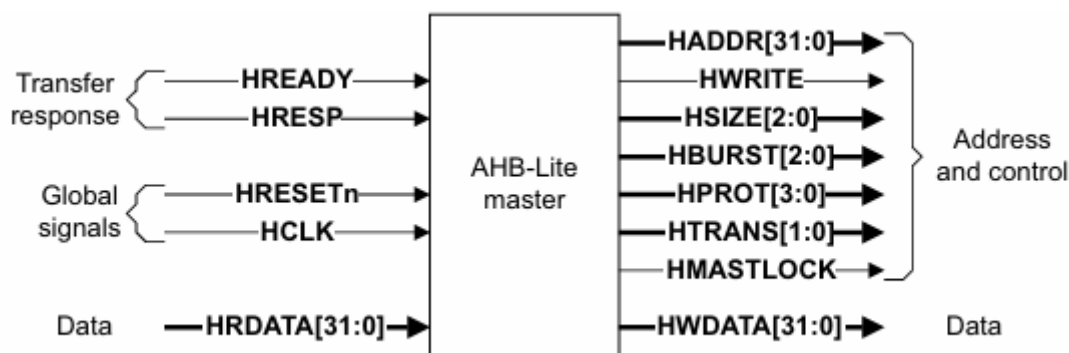 HADDR[31:0]
Transfer response
HREADY
HWRITE
HRESP
HSIZE[2:0]
HBURST[2:0]
Address and control
AHB-Lite master
Global signals
HRESETn
HPROT[3:0]
HCLK
HTRANS[1:0]
HMASTLOCK
Data
HRDATA[31:0]
HWDATA[31:0]
Data